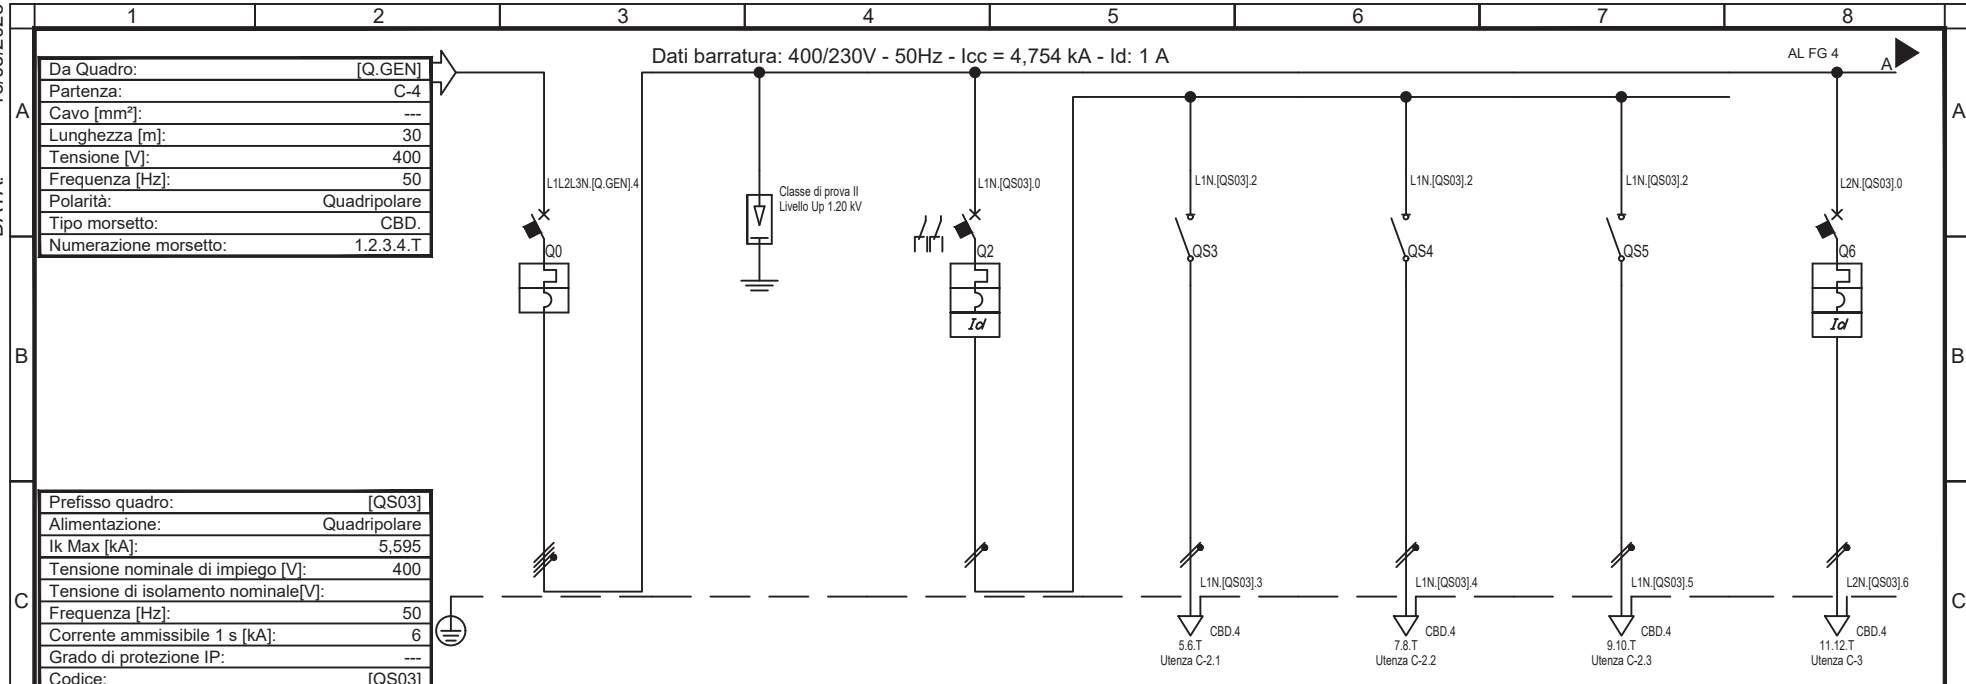 1 2 3 4 5 6 7 8
Dati barratura: 400/230V - 50Hz - Icc = 4,754 kA - Id: 1 A
AL FG 4
A
A A
Da Quadro: [Q.GEN]
Partenza: C-4
Cavo [mm²]: ---
Lunghezza [m]: 30
Tensione [V]: 400
Frequenza [Hz]: 50
Polarità: Quadripolare
Tipo morsetto: CBD.
Numerazione morsetto: 1.2.3.4.T
L1L2L3N.[Q.GEN].4
Classe di prova II
Livello Up 1.20 kV
L1N.[QS03].0
L1N.[QS03].2
L1N.[QS03].2
L1N.[QS03].2
L2N.[QS03].0
Q0 Q2 QS3 QS4 QS5 Q6
Id Id
B B
Prefisso quadro: [QS03]
Alimentazione: Quadripolare
Ik Max [kA]: 5,595
Tensione nominale di impiego [V]: 400
Tensione di isolamento nominale[V]:
Frequenza [Hz]: 50
Corrente ammissibile 1 s [kA]: 6
Grado di protezione IP: ---
Codice: [QS03]
C C
L1N.[QS03].3 L1N.[QS03].4 L1N.[QS03].5 L2N.[QS03].6
CBD.4 CBD.4 CBD.4 CBD.4
5.6.T 7.8.T 9.10.T 11.12.T
Utenza C-2.1 Utenza C-2.2 Utenza C-2.3 Utenza C-3